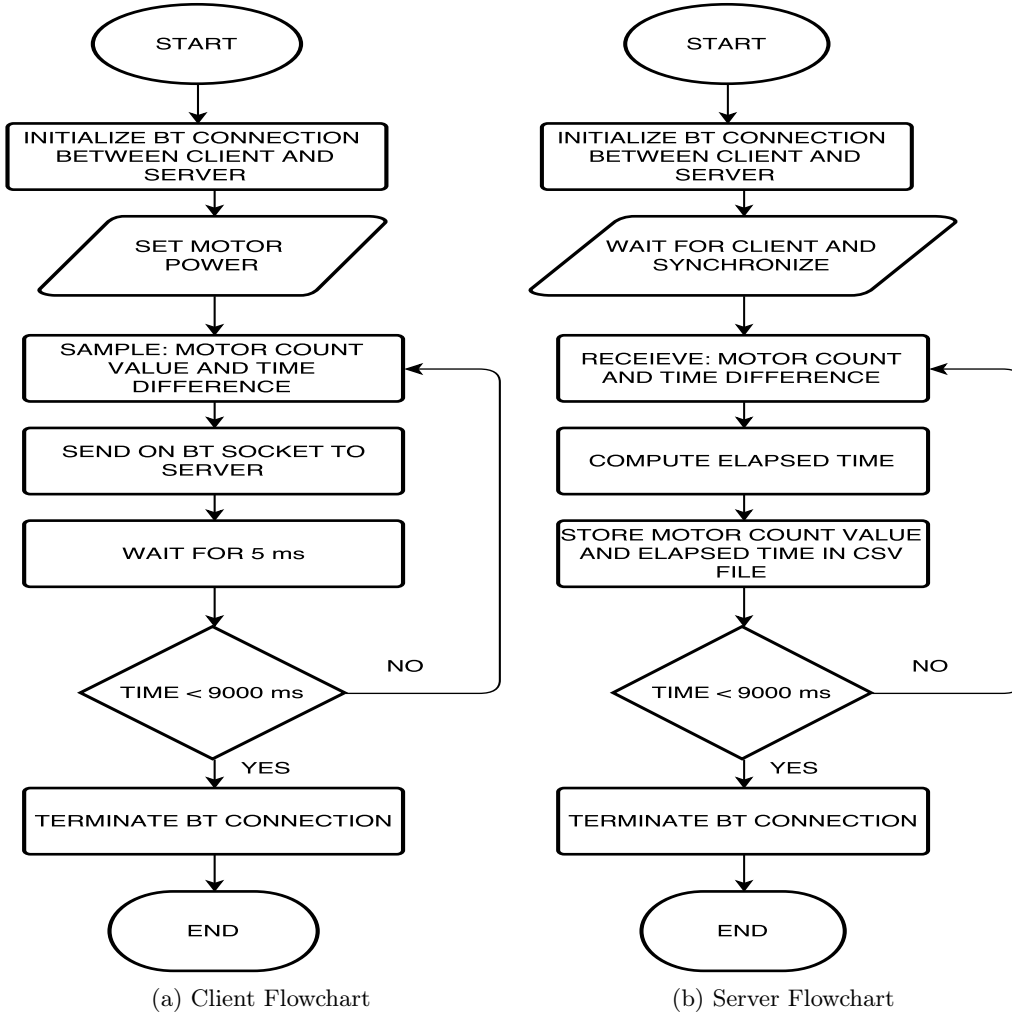 START
INITIALIZE BT CONNECTION
BETWEEN CLIENT AND
SERVER
SET MOTOR
POWER
SAMPLE: MOTOR COUNT
VALUE AND TIME
DIFFERENCE
SEND ON BT SOCKET TO
SERVER
WAIT FOR 5 ms
TIME < 9000 ms
NO
YES
TERMINATE BT CONNECTION
END
(a) Client Flowchart
START
INITIALIZE BT CONNECTION
BETWEEN CLIENT AND
SERVER
WAIT FOR CLIENT AND
SYNCHRONIZE
RECEIEVE: MOTOR COUNT
AND TIME DIFFERENCE
COMPUTE ELAPSED TIME
STORE MOTOR COUNT VALUE
AND ELAPSED TIME IN CSV
FILE
TIME < 9000 ms
NO
YES
TERMINATE BT CONNECTION
END
(b) Server Flowchart